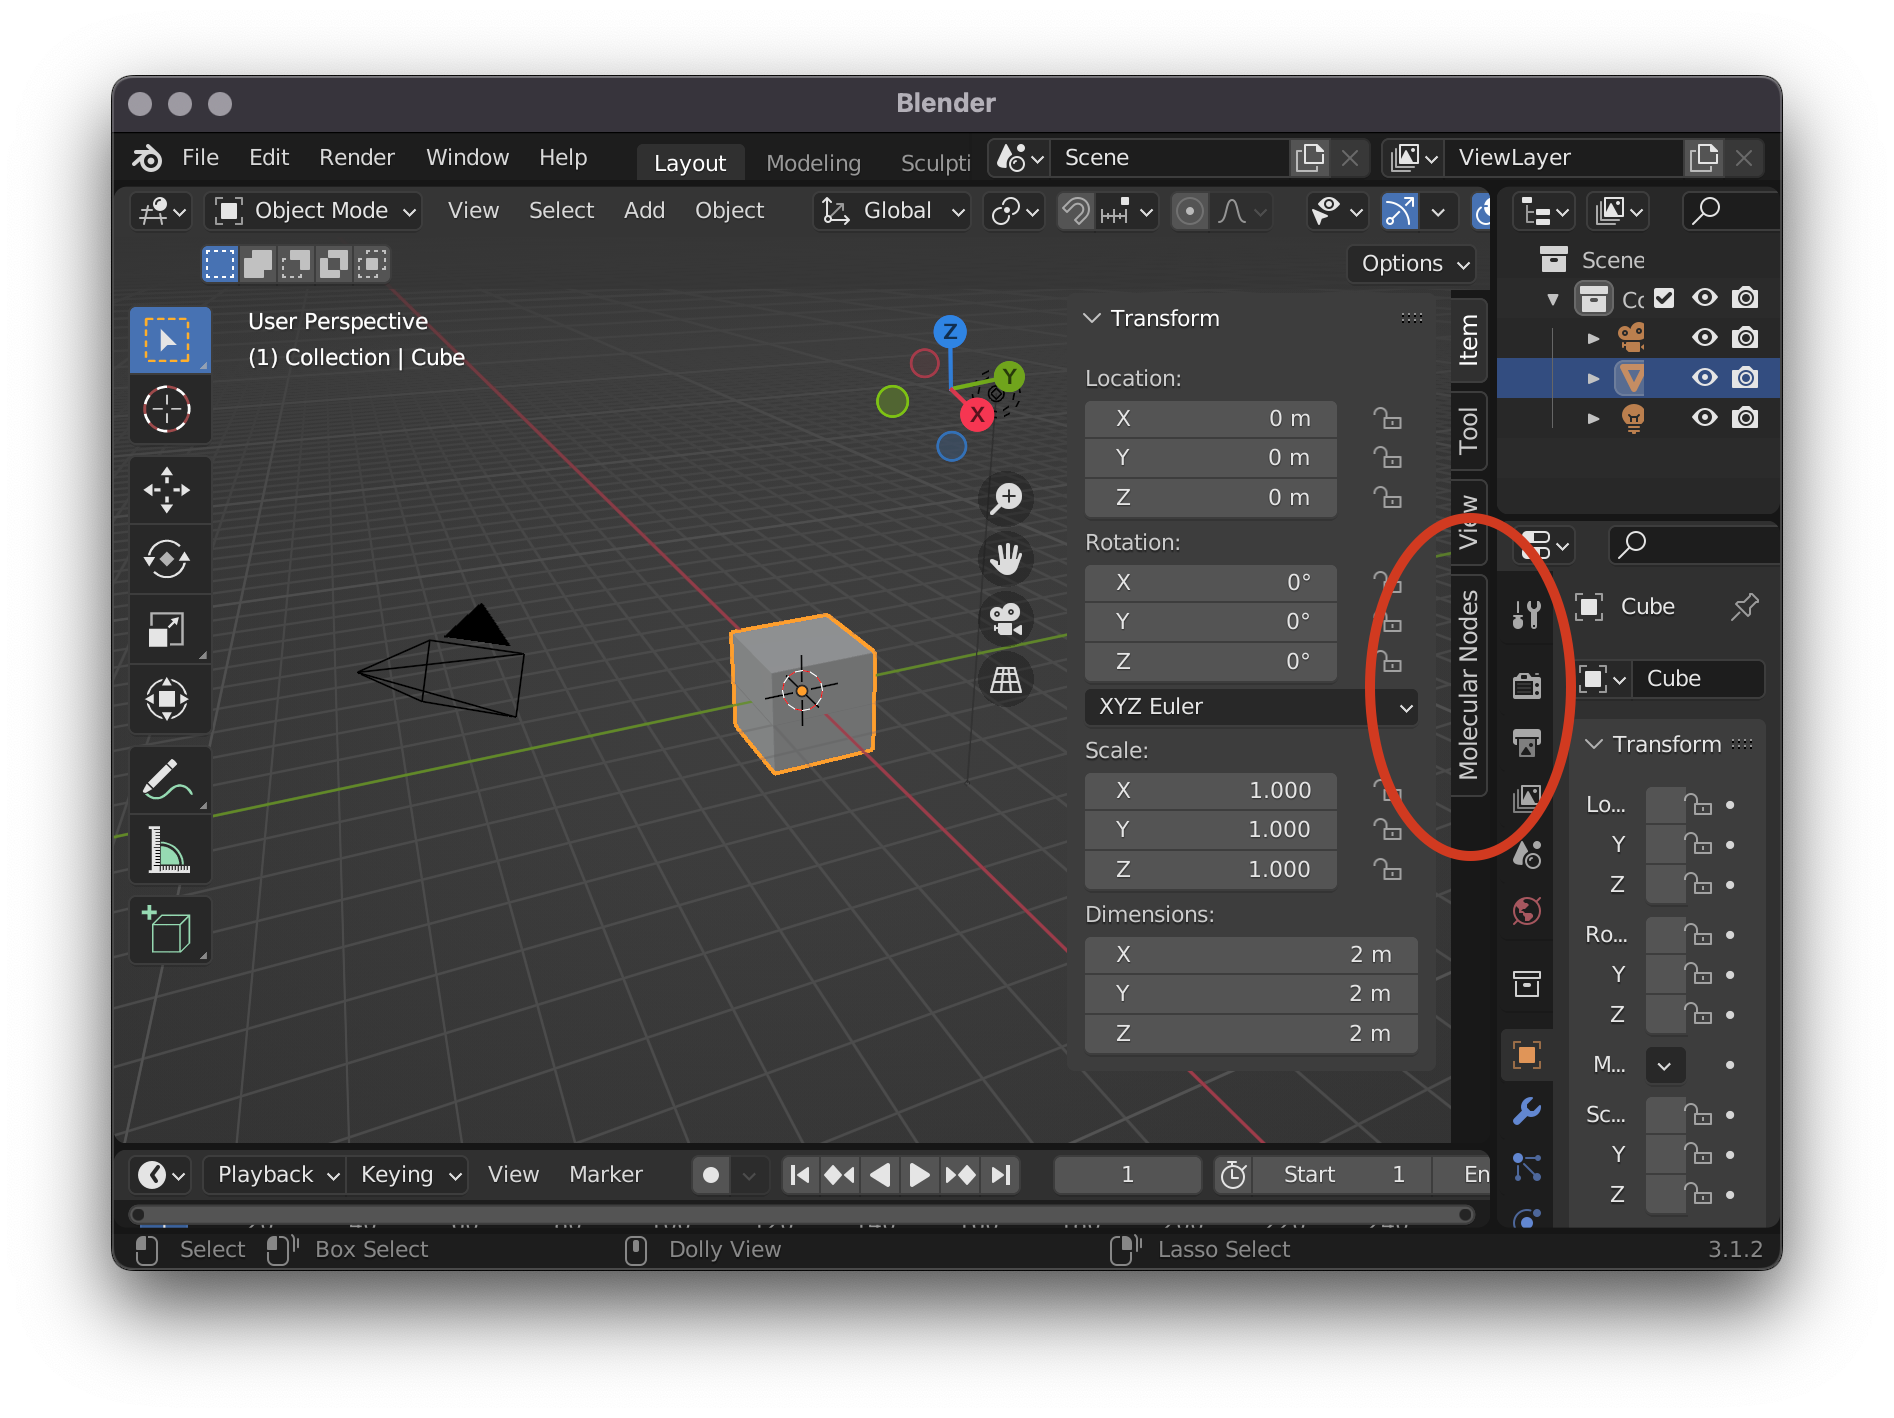 Blender
File Edit Render Window Help Layout Modeling Sculpti Scene ViewLayer
Object Mode View Select Add Object Global
Options
User Perspective
(1) Collection | Cube
Z
Y
X
Transform
Location:
X 0 m
Y 0 m
Z 0 m
Rotation:
X 0°
Y 0°
Z 0°
XYZ Euler
Scale:
X 1.000
Y 1.000
Z 1.000
Dimensions:
X 2 m
Y 2 m
Z 2 m
Item
Tool
View
Molecular Nodes
Scene
Cube
Cube
Transform
Lo...
Y
Z
Ro...
Y
Z
M...
Sc...
Y
Z
Playback Keying View Marker 1 Start 1 En
Select Box Select Dolly View Lasso Select 3.1.2